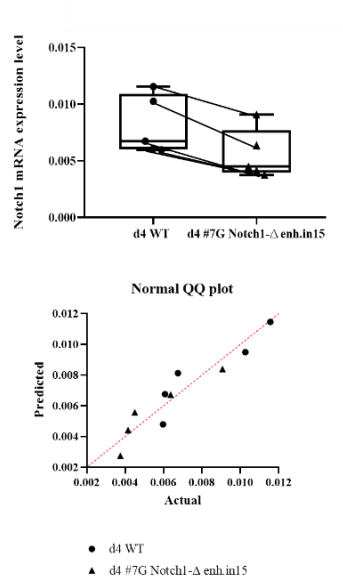 Notch1 mRNA expression level
0.015
0.010
0.005
0.000
d4 WT
d4 #7G Notch1-Δ enh.in15
Normal QQ plot
Predicted
0.012
0.010
0.008
0.006
0.004
0.002
0.002 0.004 0.006 0.008 0.010 0.012
Actual
d4 WT
d4 #7G Notch1-Δ enh.in15